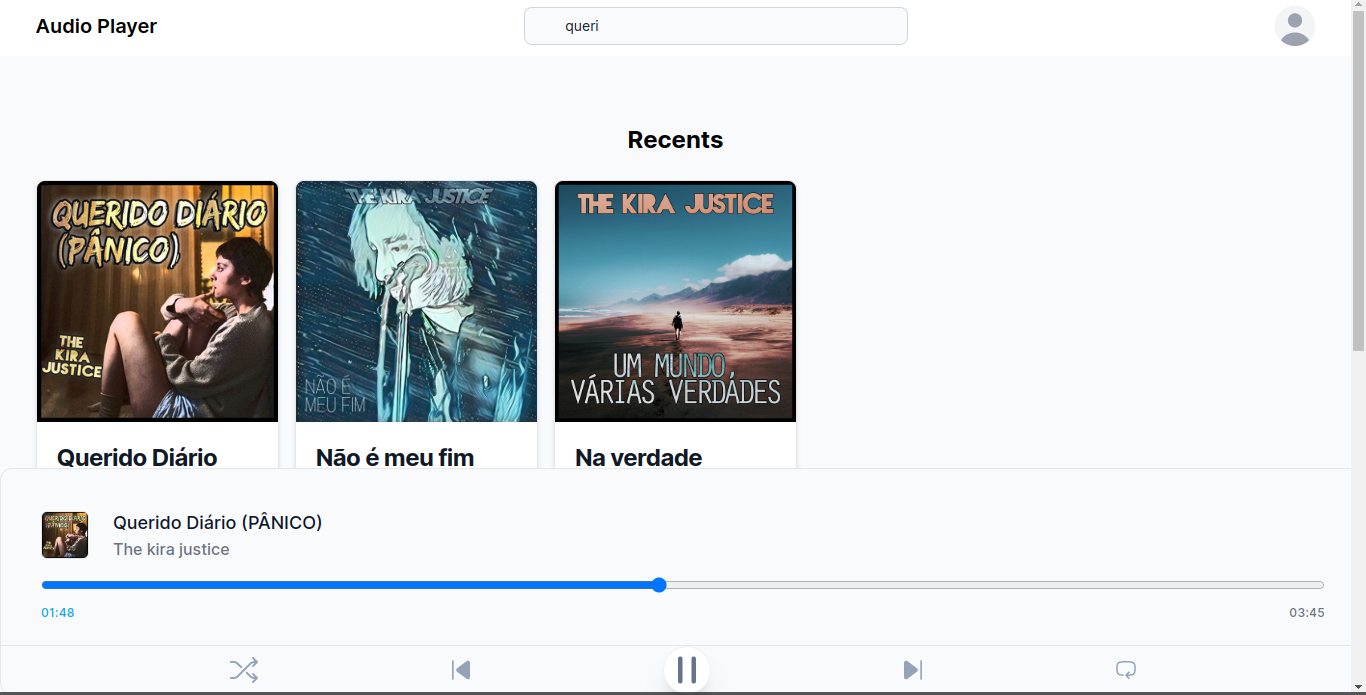 Audio Player
queri
Recents
QUERIDO DIÁRIO
(PÂNICO)
THE
KIRA
JUSTICE
THE KIRA JUSTICE
NÃO É
MEU FIM
THE KIRA JUSTICE
UM MUNDO,
VÁRIAS VERDADES
Querido Diário
Não é meu fim
Na verdade
Querido Diário (PÂNICO)
The kira justice
01:48
03:45